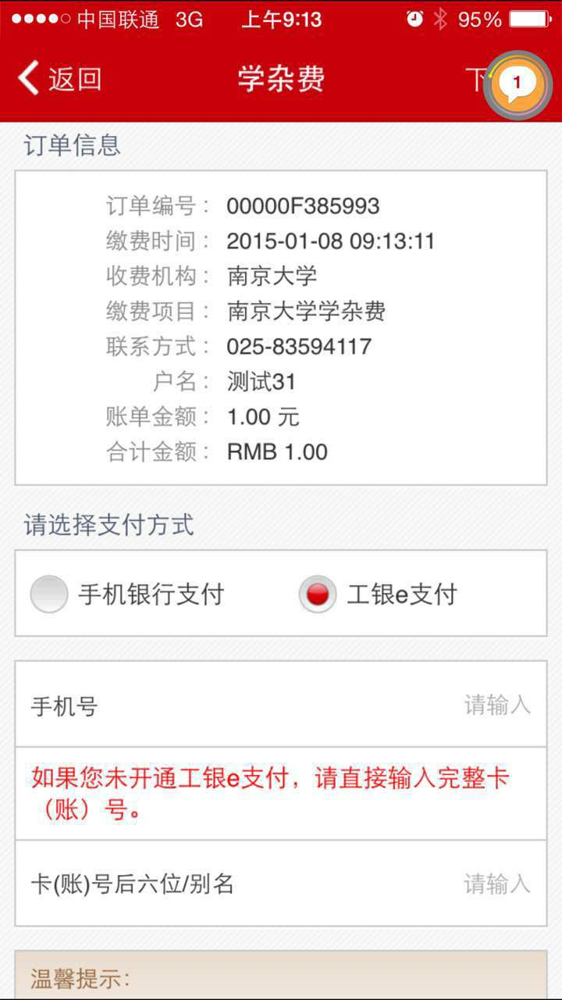 中国联通 3G 上午9:13 95%
返回 学杂费 下 1
订单信息
订单编号： 00000F385993
缴费时间： 2015-01-08 09:13:11
收费机构： 南京大学
缴费项目： 南京大学学杂费
联系方式： 025-83594117
户名： 测试31
账单金额： 1.00 元
合计金额： RMB 1.00
请选择支付方式
手机银行支付 工银e支付
手机号 请输入
如果您未开通工银e支付，请直接输入完整卡
（账）号。
卡(账)号后六位/别名 请输入
温馨提示：